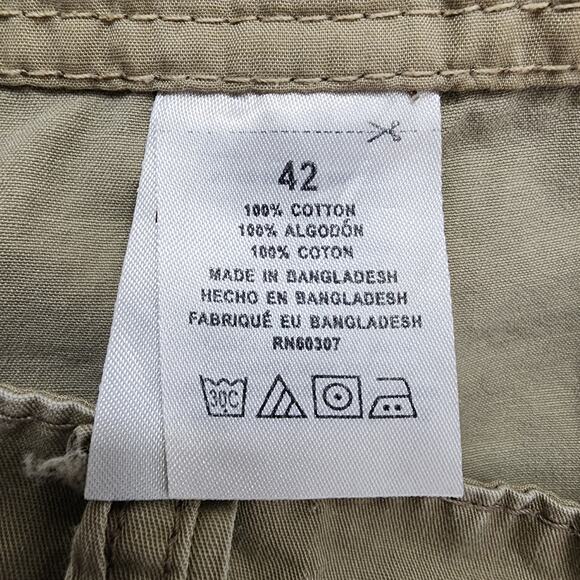 42
100% COTTON
100% ALGODÓN
100% COTON
MADE IN BANGLADESH
HECHO EN BANGLADESH
FABRIQUÉ EU BANGLADESH
RN60307
30C